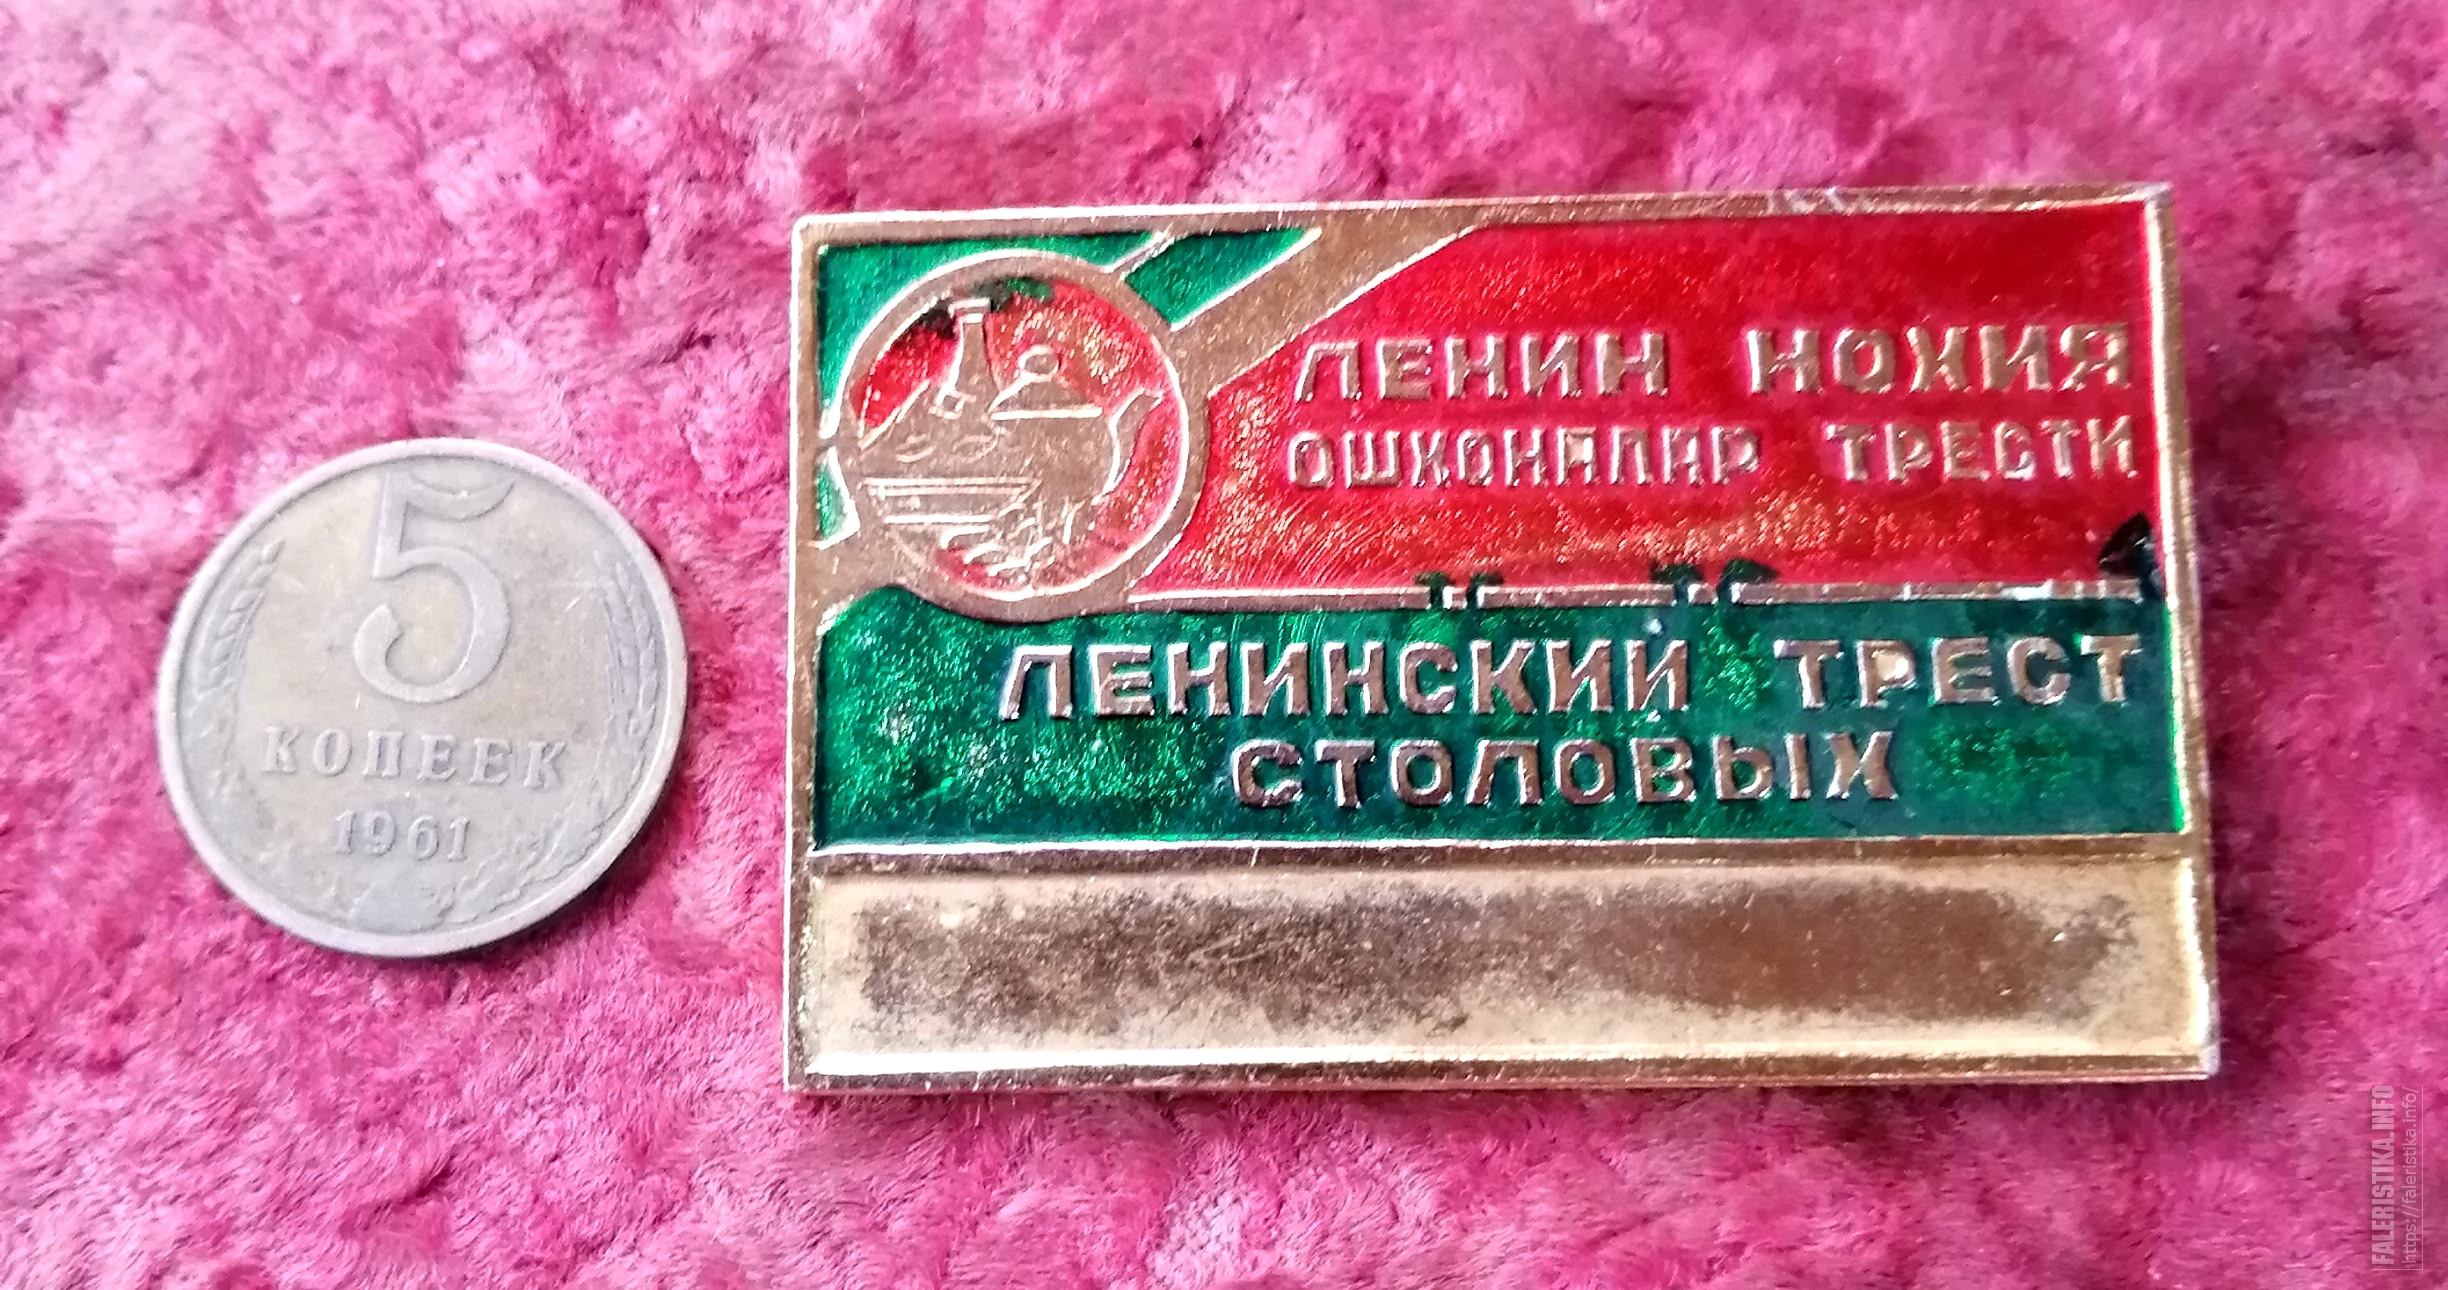 5
КОПЕЕК
1961
ЛЕНИН НОХИЯ
ОШХОНАЛАР ТРЕСТИ
ЛЕНИНСКИЙ ТРЕСТ
СТОЛОВЫХ
FALERISTIKA.INFO
https://faleristika.info/